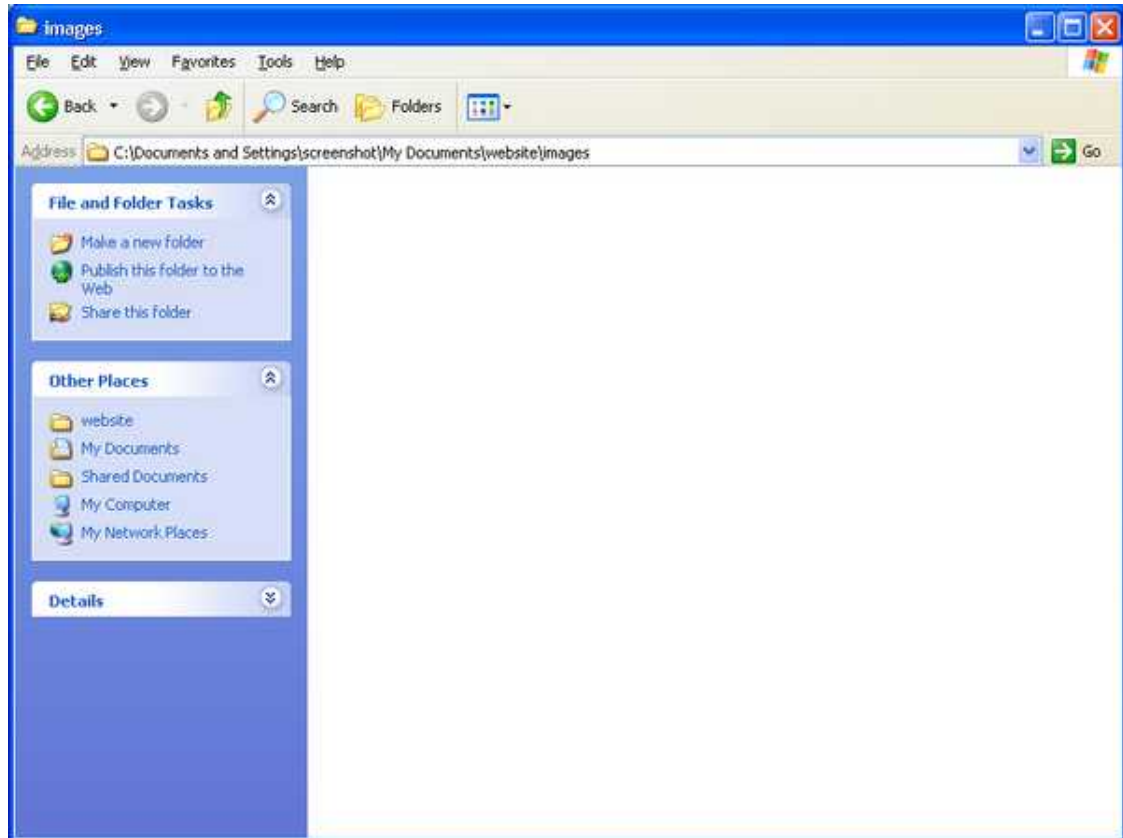 images
File Edit View Favorites Tools Help
Back Search Folders
Address C:\Documents and Settings\screenshot\My Documents\website\images Go
File and Folder Tasks
Make a new folder
Publish this folder to the
Web
Share this folder
Other Places
website
My Documents
Shared Documents
My Computer
My Network Places
Details